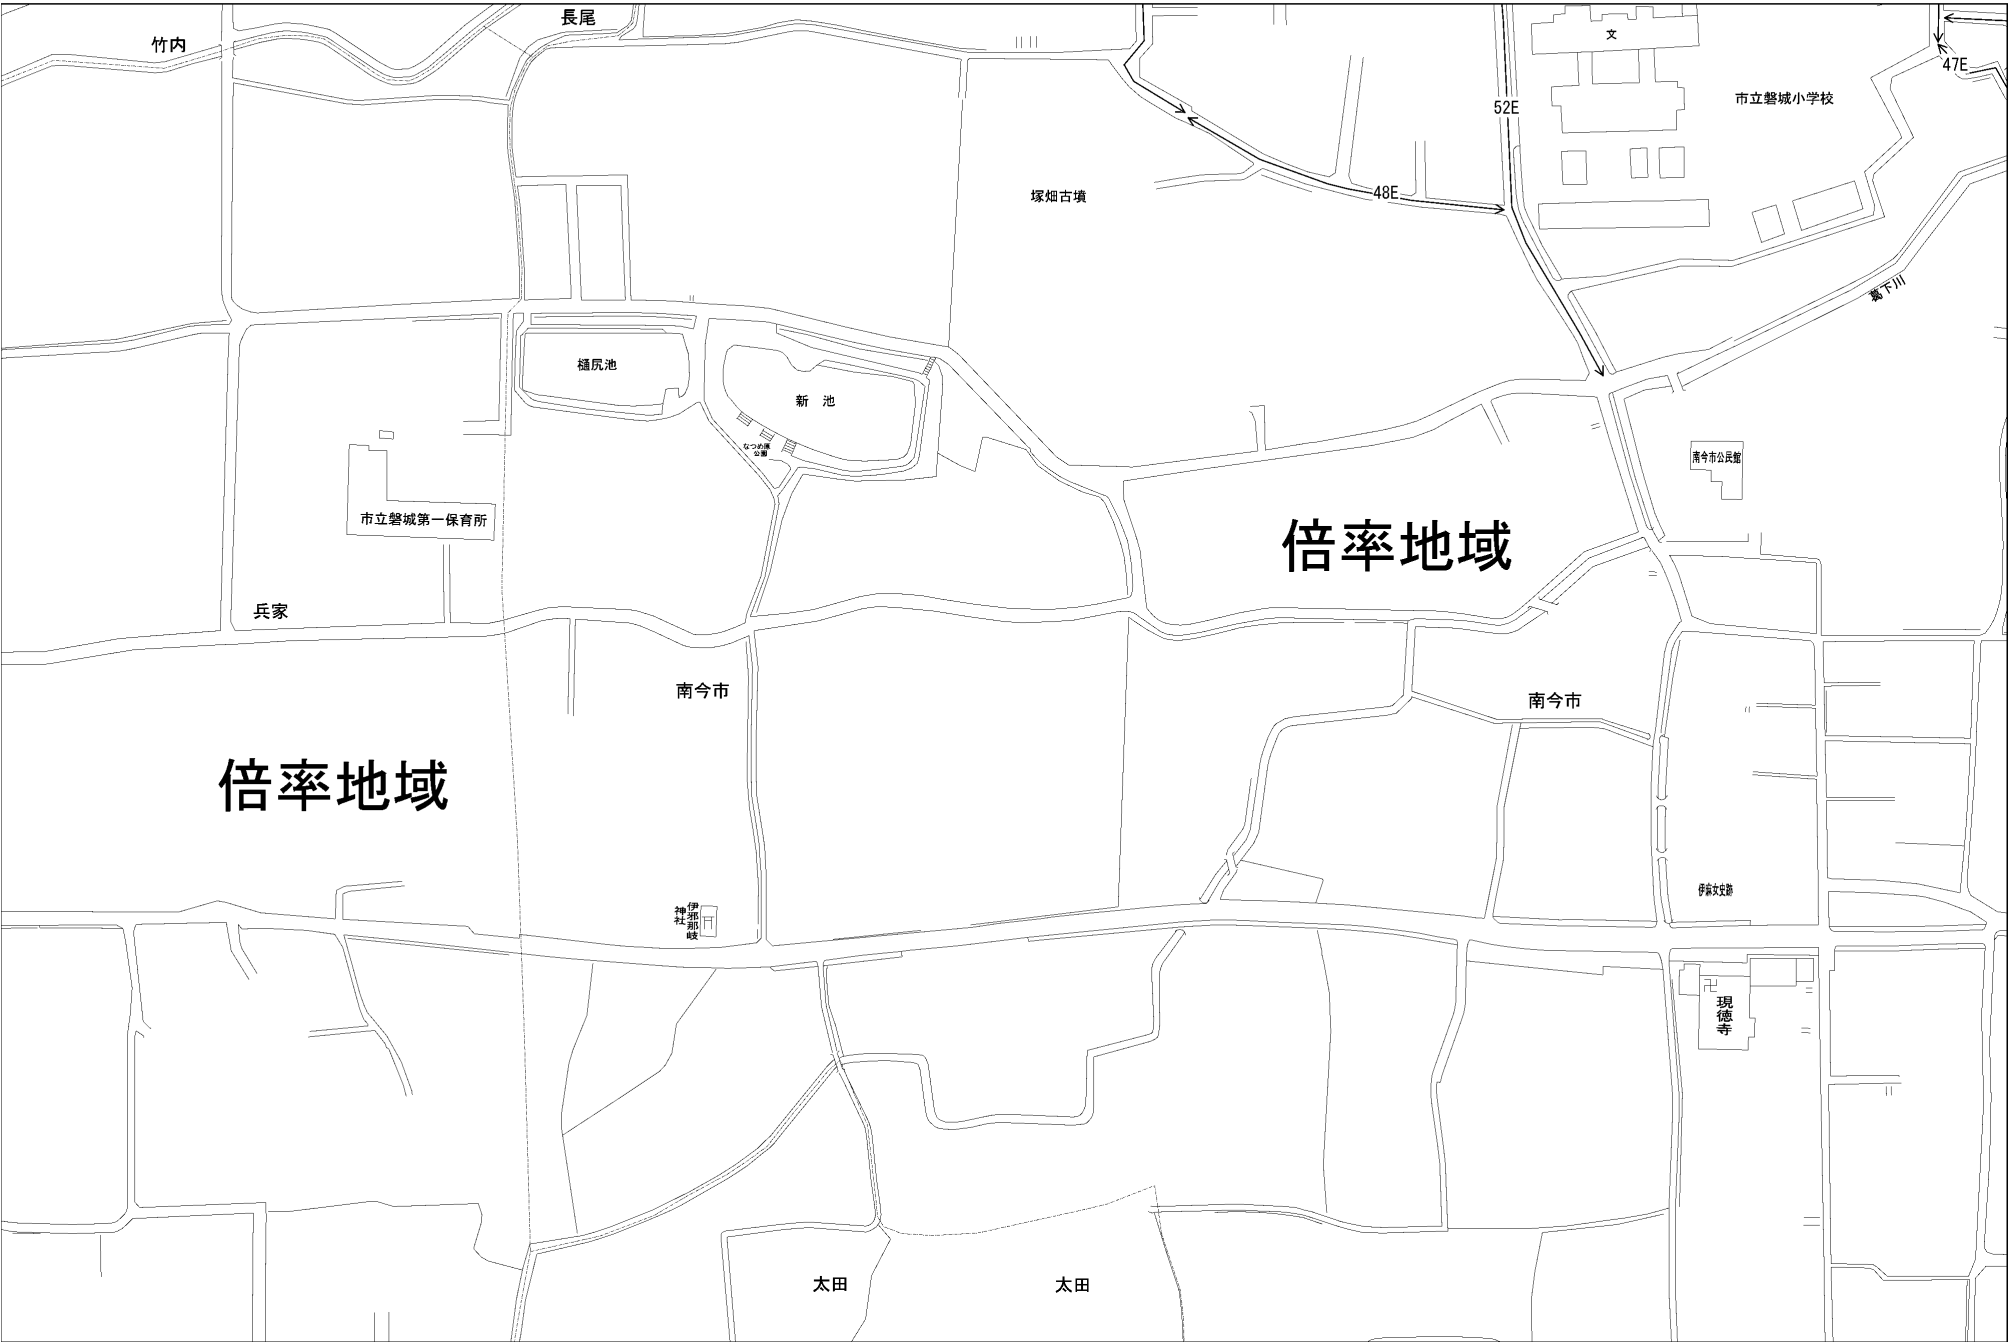 長尾
竹内
文
47E
市立磐城小学校
52E
48E
塚畑古墳
葛下川
樋尻池
新　池
なつめ原
公園
南今市公民館
市立磐城第一保育所
倍率地域
兵家
南今市
南今市
倍率地域
伊麻女史跡
伊邪那岐
神社
卍
現徳寺
太田
太田